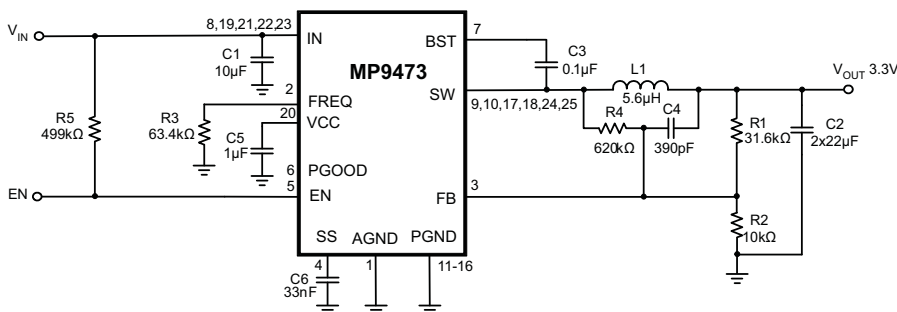 V_IN
8,19,21,22,23
IN
C1
10µF
MP9473
BST
7
C3
0.1µF
L1
5.6µH
V_OUT 3.3V
SW
9,10,17,18,24,25
2
FREQ
20
VCC
R5
499kΩ
R3
63.4kΩ
C5
1µF
R4
620kΩ
C4
390pF
R1
31.6kΩ
C2
2x22µF
6
PGOOD
5
EN
EN
FB
3
R2
10kΩ
SS
AGND
PGND
4
1
11-16
C6
33nF